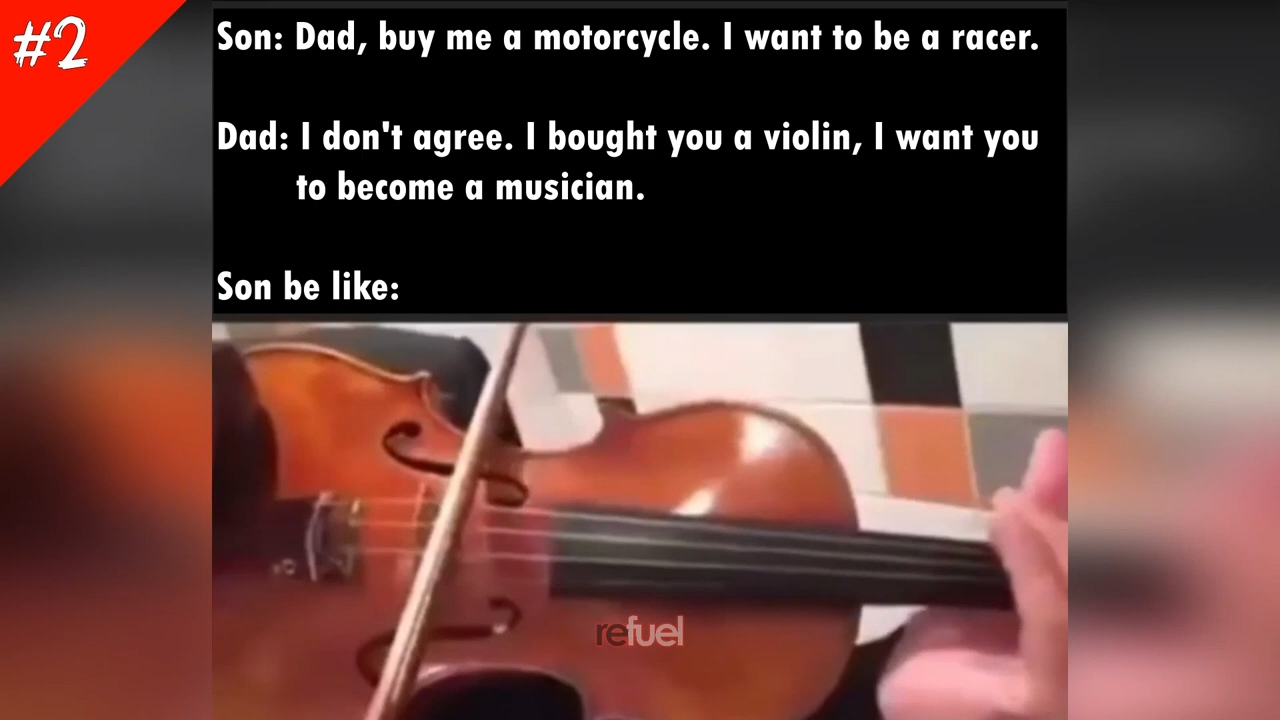 #2
Son: Dad, buy me a motorcycle. I want to be a racer.
Dad: I don't agree. I bought you a violin, I want you
to become a musician.
Son be like:
refuel